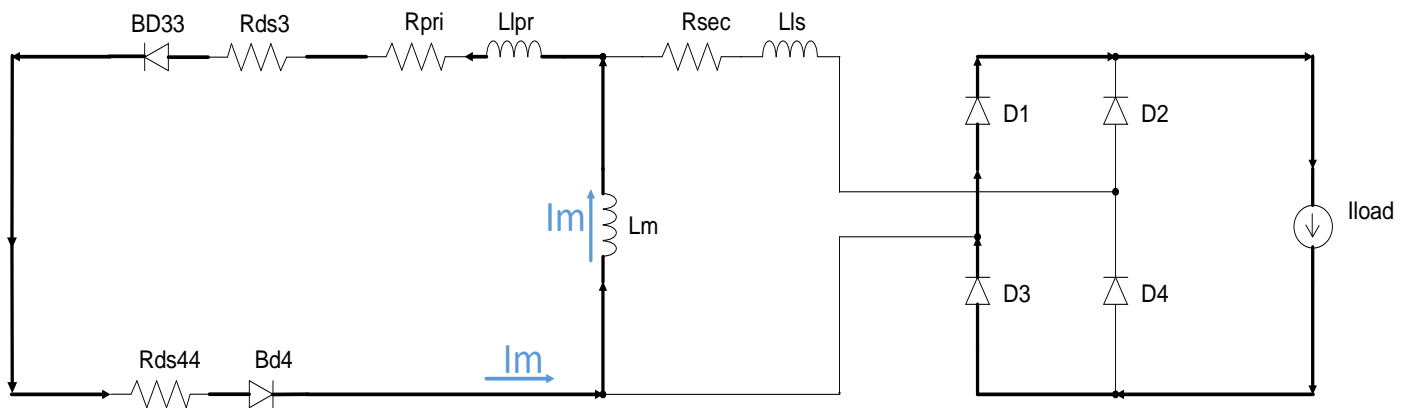 BD33
Rds3
Rpri
Llpr
Rsec
Lls
D1
D2
Im
Lm
Iload
D3
D4
Rds44
Bd4
Im